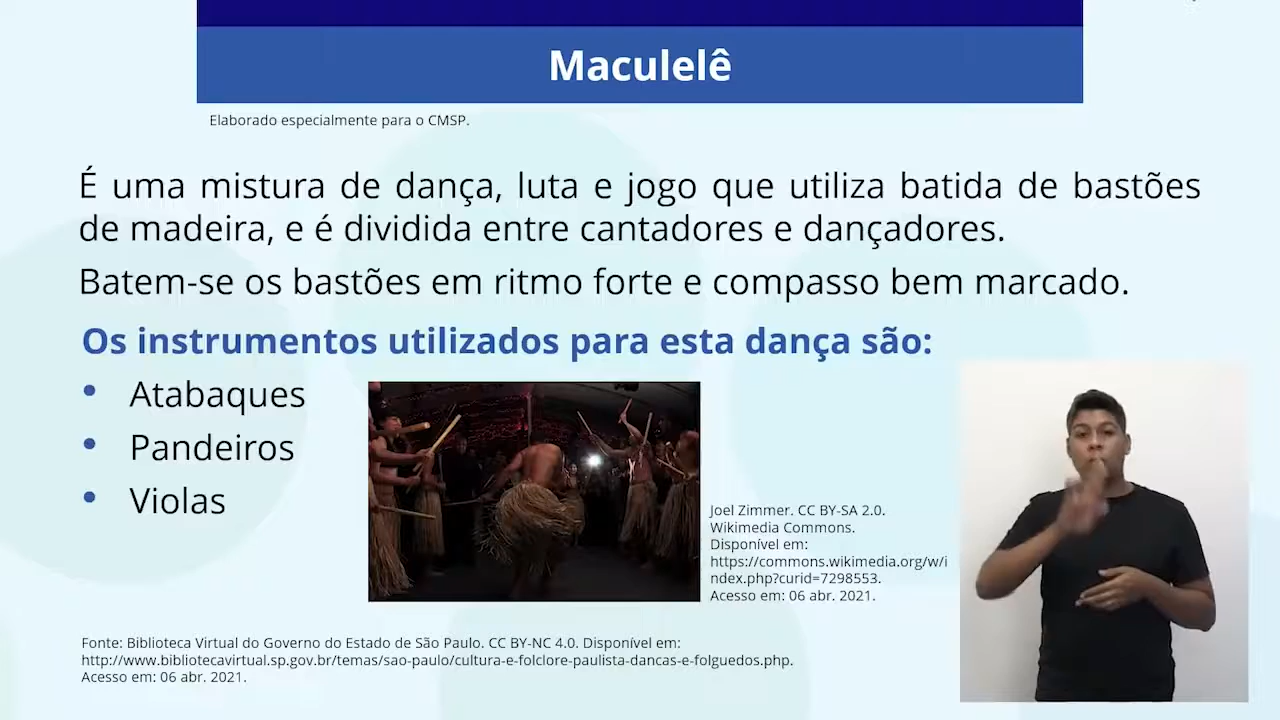 Maculelê
Elaborado especialmente para o CMSP.
É uma mistura de dança, luta e jogo que utiliza batida de bastões
de madeira, e é dividida entre cantadores e dançadores.
Batem-se os bastões em ritmo forte e compasso bem marcado.
Os instrumentos utilizados para esta dança são:
• Atabaques
• Pandeiros
• Violas
Joel Zimmer. CC BY-SA 2.0.
Wikimedia Commons.
Disponível em:
https://commons.wikimedia.org/w/i
ndex.php?curid=7298553.
Acesso em: 06 abr. 2021.
Fonte: Biblioteca Virtual do Governo do Estado de São Paulo. CC BY-NC 4.0. Disponível em:
http://www.bibliotecavirtual.sp.gov.br/temas/sao-paulo/cultura-e-folclore-paulista-dancas-e-folguedos.php.
Acesso em: 06 abr. 2021.